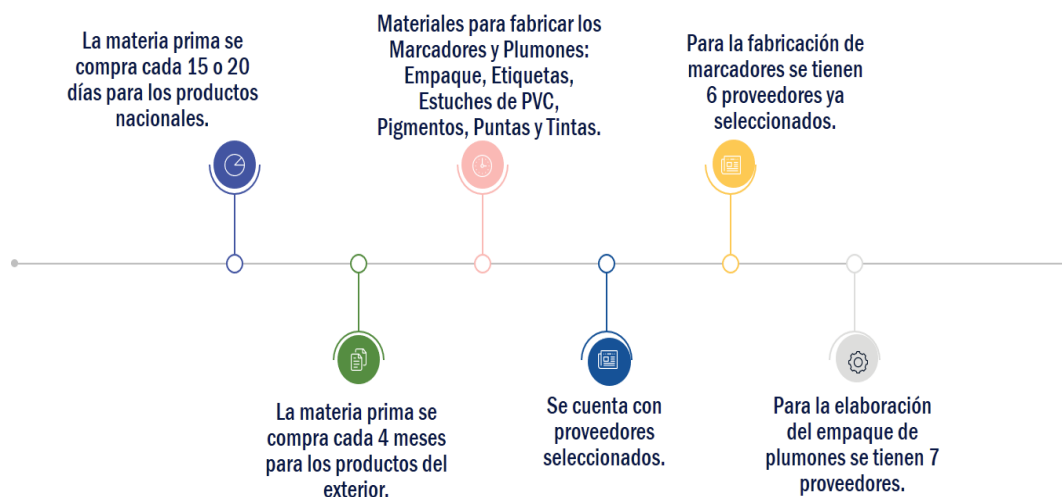 La materia prima se
compra cada 15 o 20
días para los productos
nacionales.
La materia prima se
compra cada 4 meses
para los productos del
exterior.
Materiales para fabricar los
Marcadores y Plumones:
Empaque, Etiquetas,
Estuches de PVC,
Pigmentos, Puntas y Tintas.
Se cuenta con
proveedores
seleccionados.
Para la fabricación de
marcadores se tienen
6 proveedores ya
seleccionados.
Para la elaboración
del empaque de
plumones se tienen 7
proveedores.